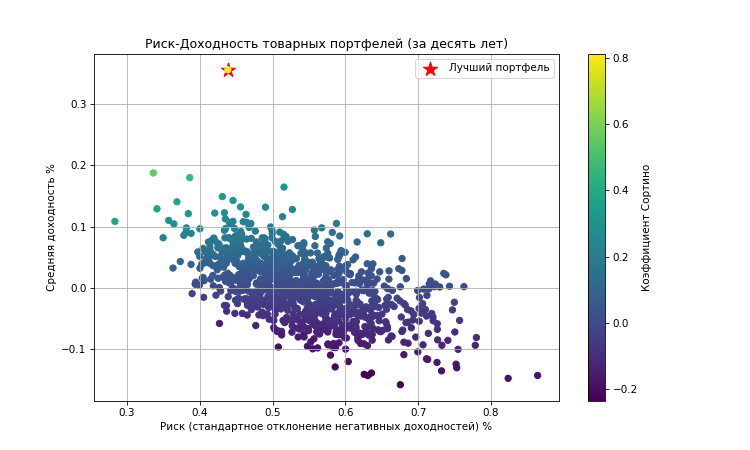 Риск-Доходность товарных портфелей (за десять лет)
Лучший портфель
Средняя доходность %
0.3
0.2
0.1
0.0
−0.1
0.3 0.4 0.5 0.6 0.7 0.8
Риск (стандартное отклонение негативных доходностей) %
0.8
0.6
0.4
0.2
0.0
−0.2
Коэффициент Сортино